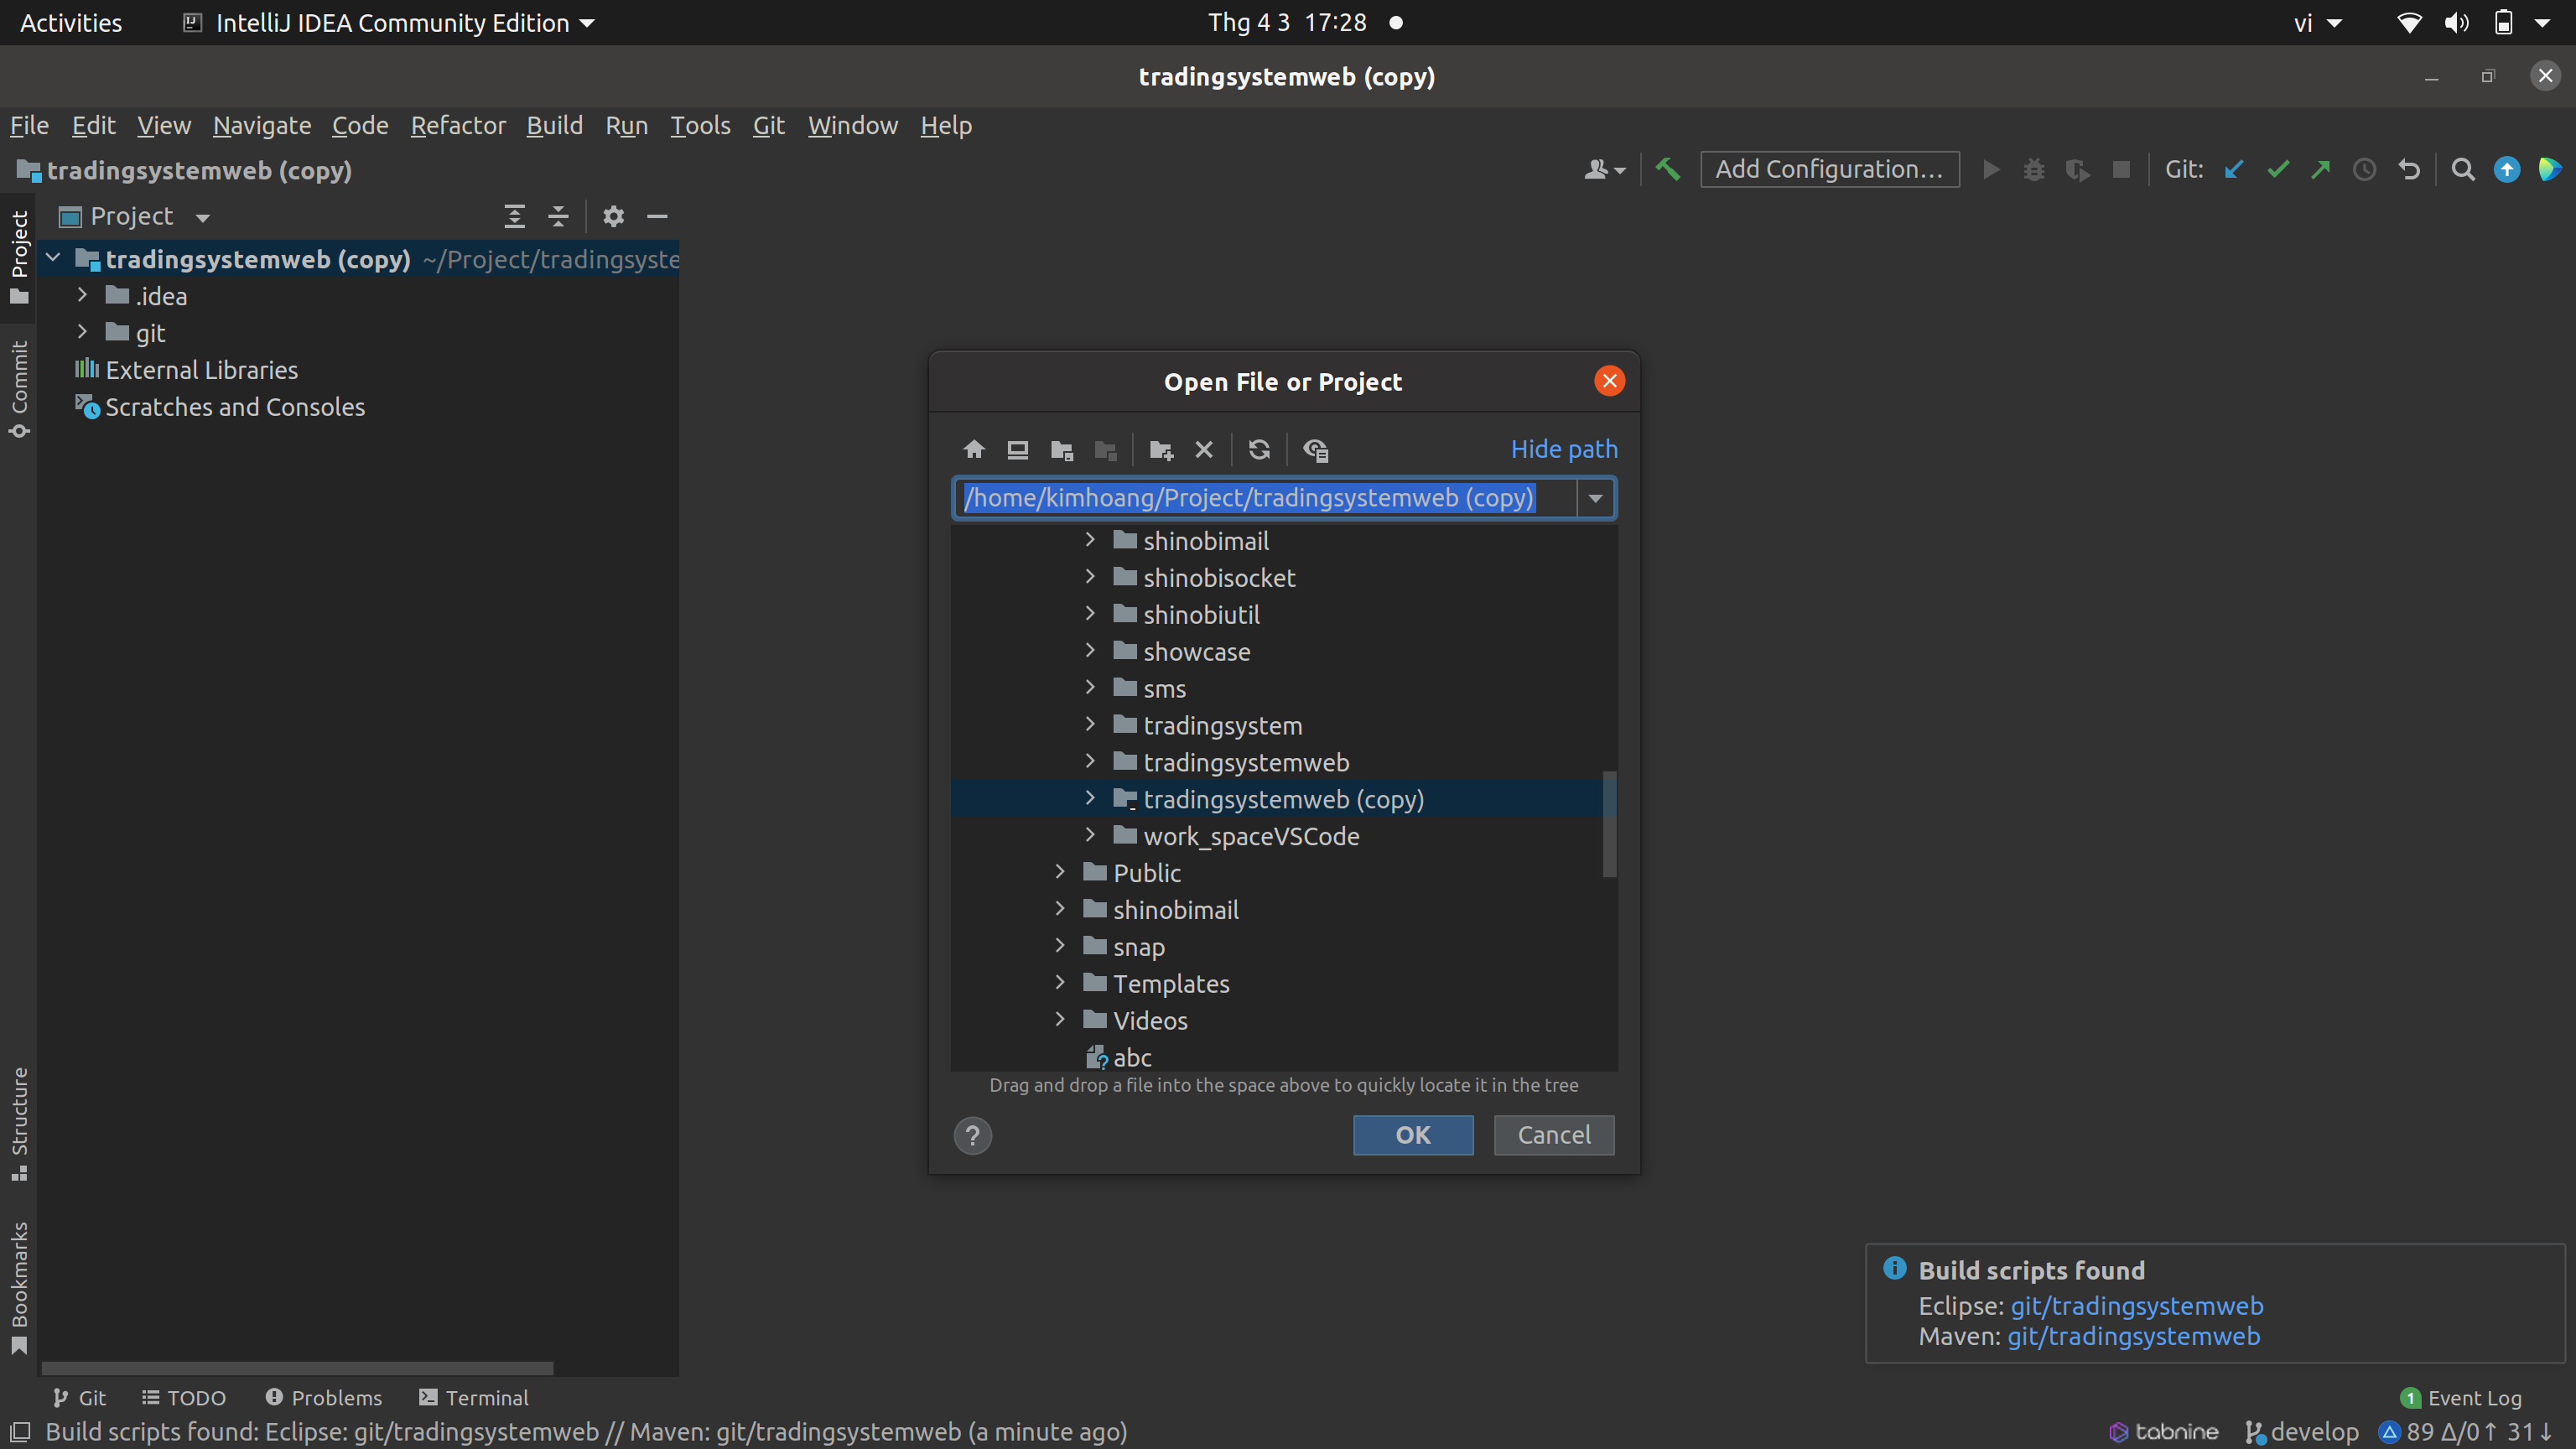 Activities IntelliJ IDEA Community Edition Thg 4 3 17:28 vi
tradingsystemweb (copy)
File Edit View Navigate Code Refactor Build Run Tools Git Window Help
tradingsystemweb (copy) Add Configuration... Git:
Project
tradingsystemweb (copy) ~/Project/tradingsyste
.idea
git
External Libraries
Scratches and Consoles
Project
Commit
Structure
Bookmarks
Open File or Project
Hide path
/home/kimhoang/Project/tradingsystemweb (copy)
shinobimail
shinobisocket
shinobiutil
showcase
sms
tradingsystem
tradingsystemweb
tradingsystemweb (copy)
work_spaceVSCode
Public
shinobimail
snap
Templates
Videos
abc
Drag and drop a file into the space above to quickly locate it in the tree
? OK Cancel
Build scripts found
Eclipse: git/tradingsystemweb
Maven: git/tradingsystemweb
Git TODO Problems Terminal 1 Event Log
Build scripts found: Eclipse: git/tradingsystemweb // Maven: git/tradingsystemweb (a minute ago) tabnine develop 89 Δ/0↑ 31↓